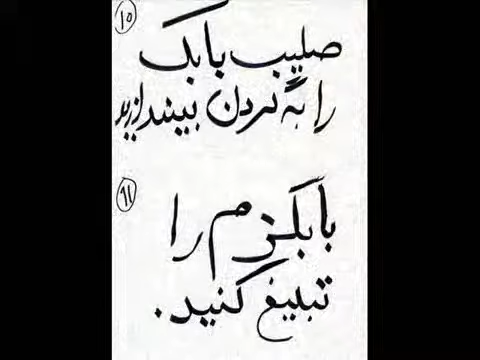 ۱۵
صلیب بابک
را به گردن بیندازید
بابکزم را
تبلیغ کنید.